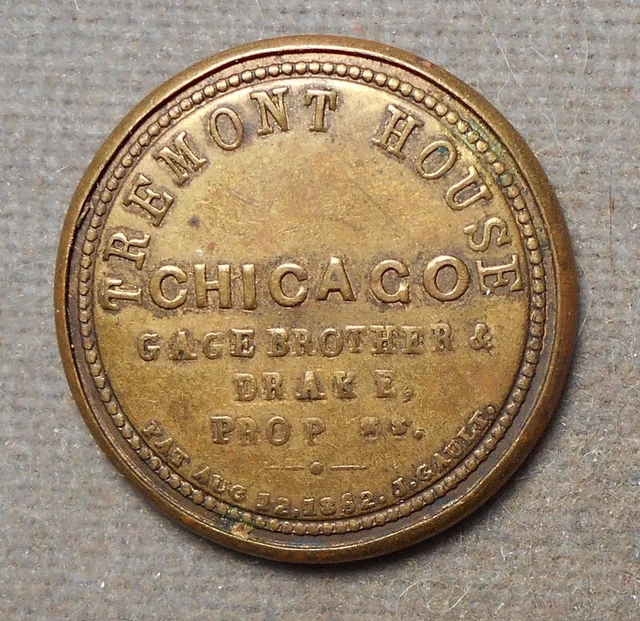 TREMONT HOUSE
CHICAGO
GAGE BROTHER &
DRAKE,
PROP
PAT AUG 12, 1862. J. GAULT.